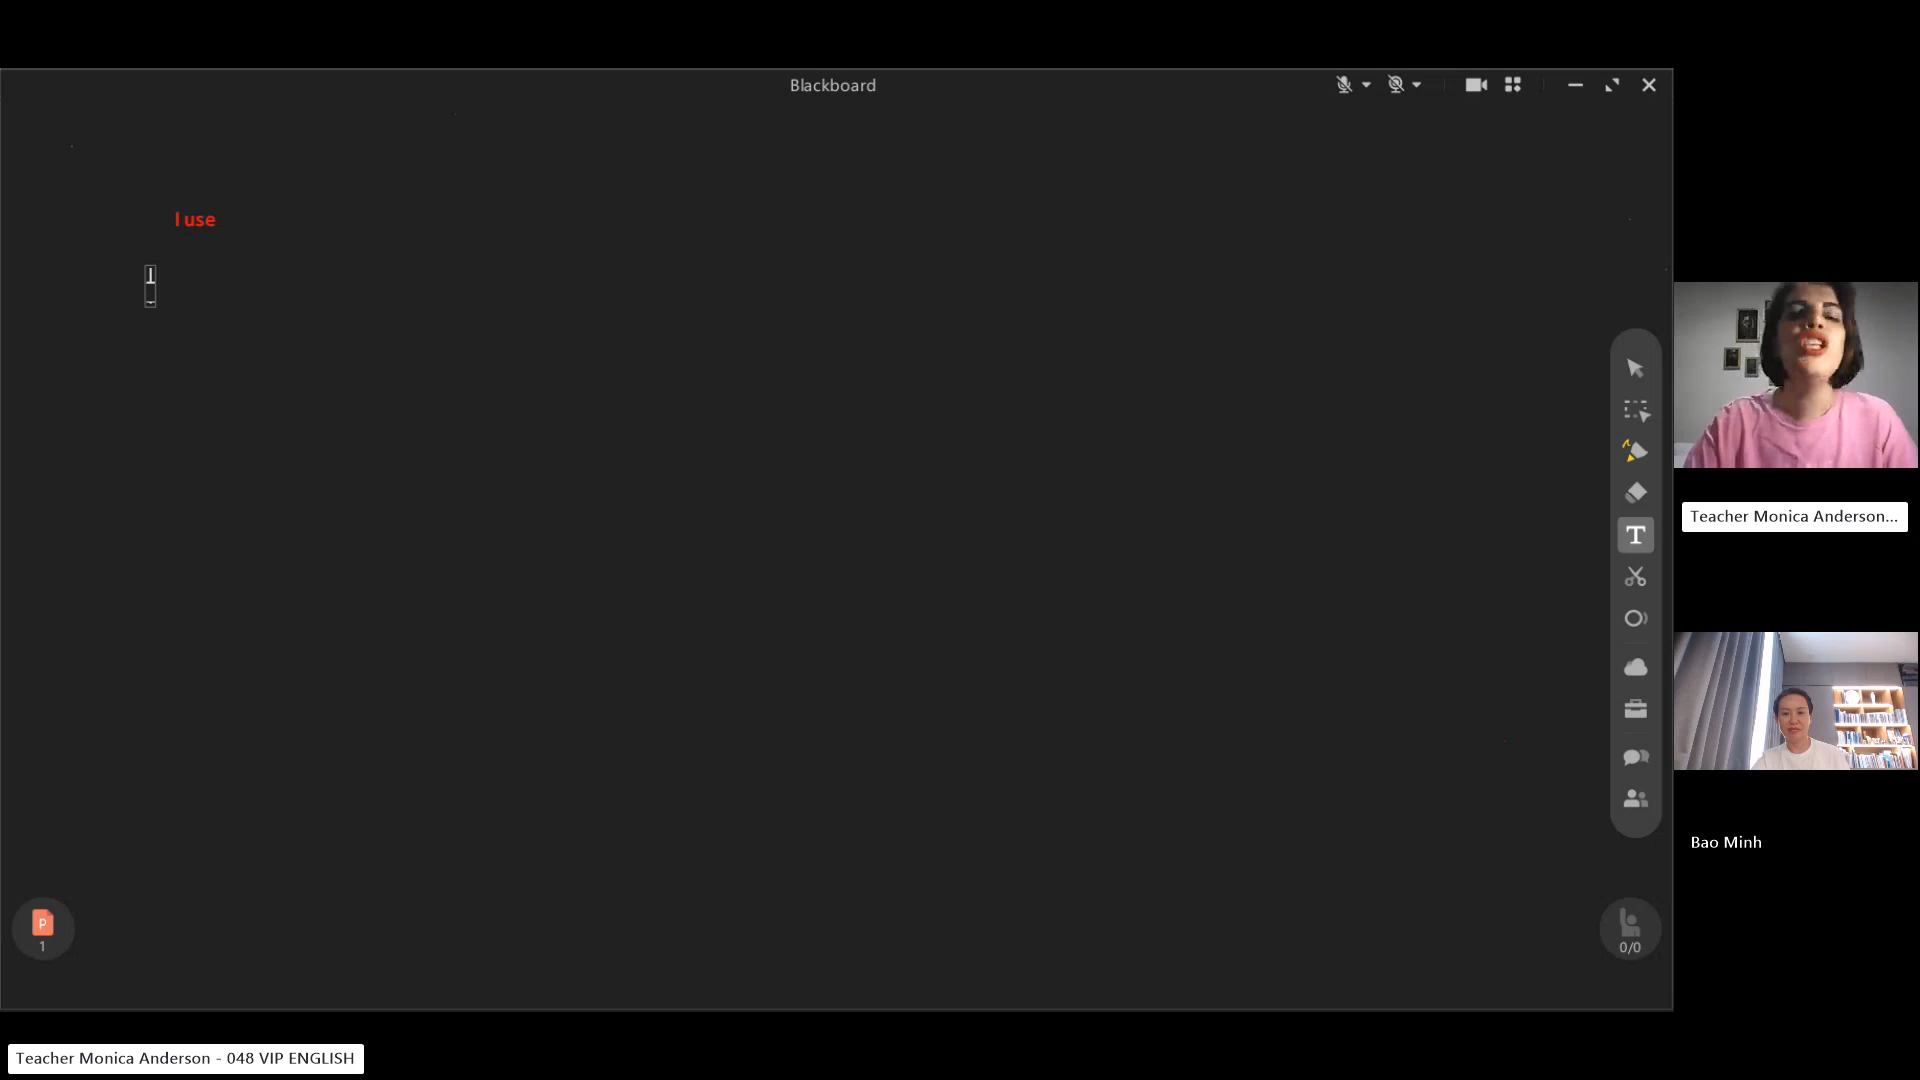 Blackboard
I use
T
P
1
0/0
Teacher Monica Anderson...
Bao Minh
Teacher Monica Anderson - 048 VIP ENGLISH